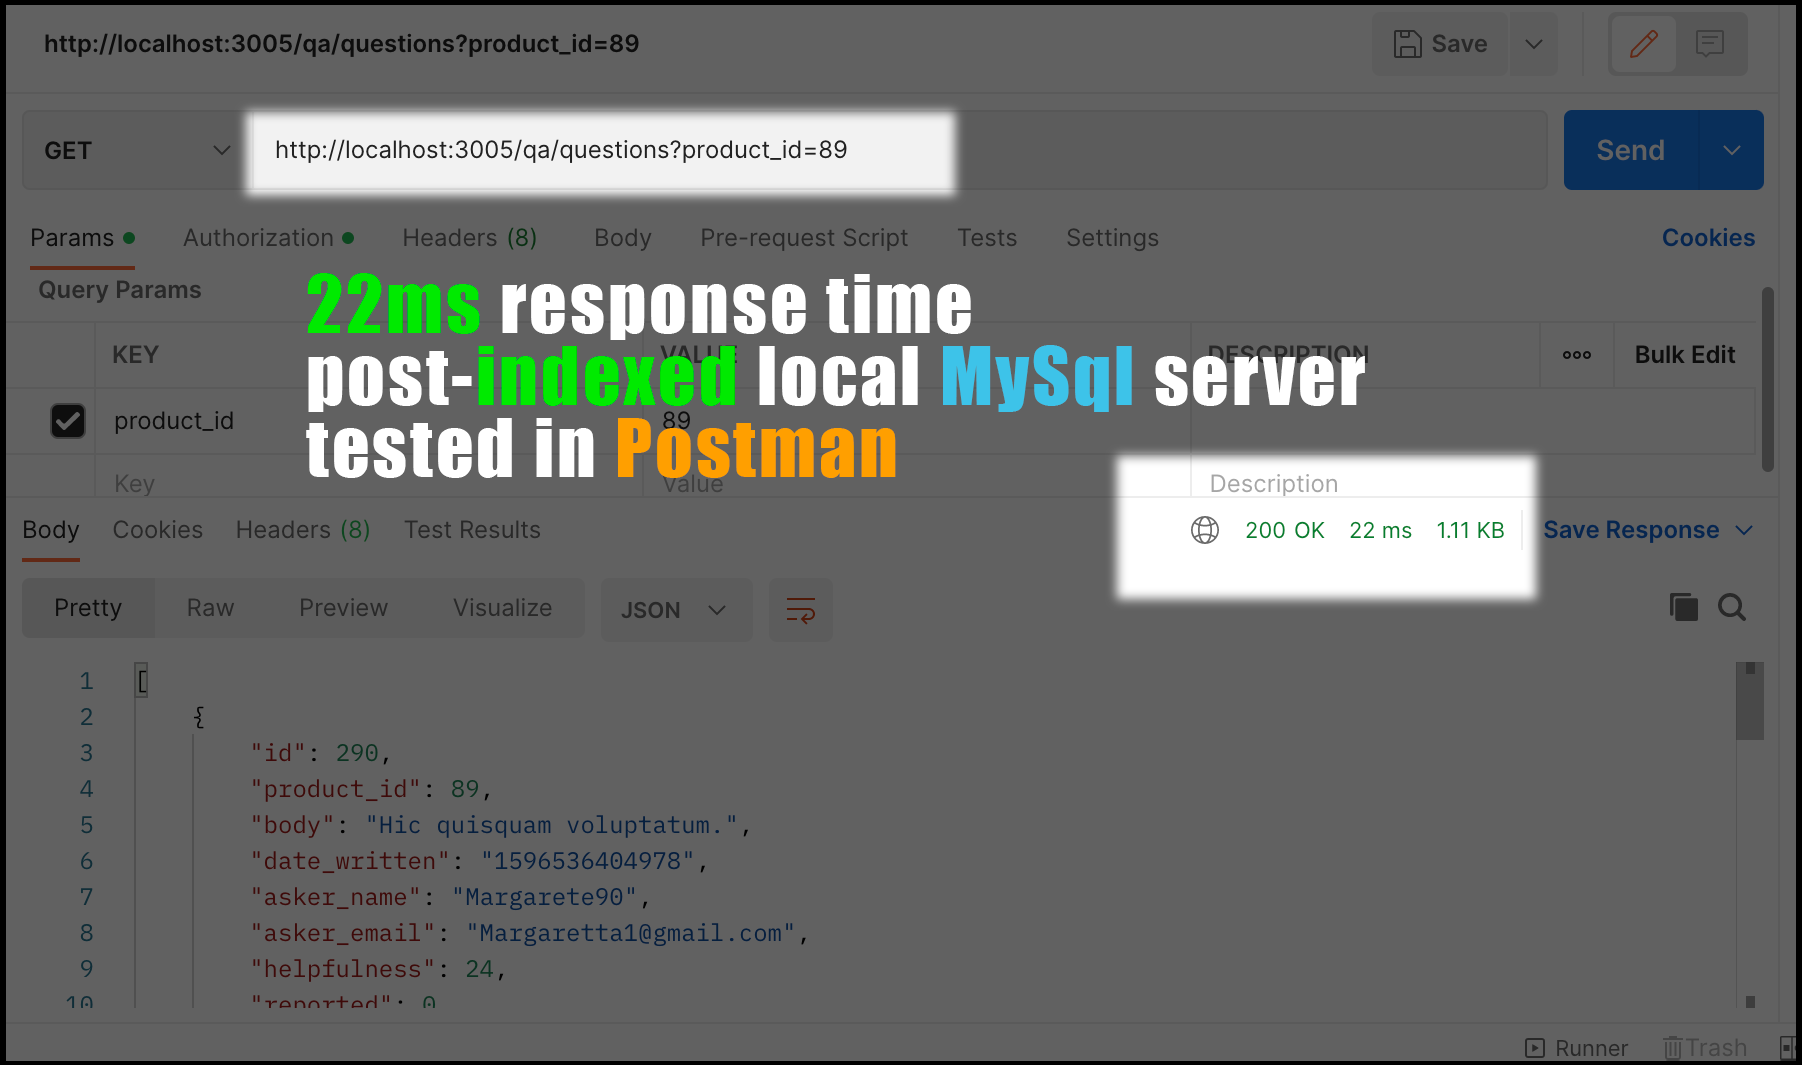 http://localhost:3005/qa/questions?product_id=89
Save
GET
http://localhost:3005/qa/questions?product_id=89
Send
Params Authorization Headers (8) Body Pre-request Script Tests Settings Cookies
Query Params
22ms response time
KEY VALUE DESCRIPTION ooo Bulk Edit
post-indexed local MySql server
product_id 89
tested in Postman
Key Value Description
Body Cookies Headers (8) Test Results 200 OK 22 ms 1.11 KB Save Response
Pretty Raw Preview Visualize JSON
1 [
2 {
3 "id": 290,
4 "product_id": 89,
5 "body": "Hic quisquam voluptatum.",
6 "date_written": "1596536404978",
7 "asker_name": "Margarete90",
8 "asker_email": "Margaretta1@gmail.com",
9 "helpfulness": 24,
10 "reported": 0
Runner Trash